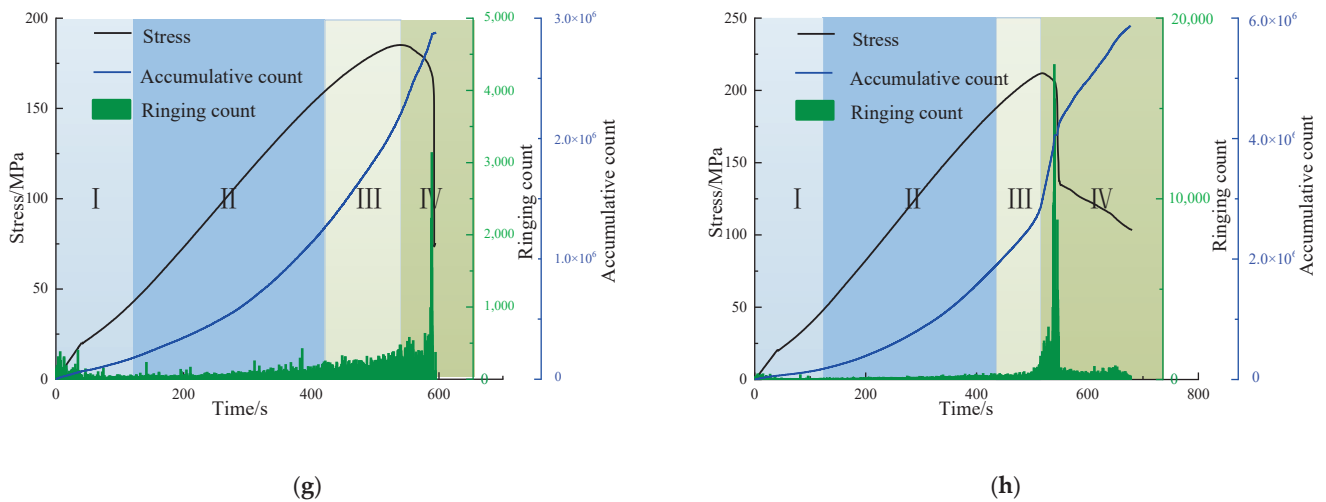 200
150
100
50
0
Stress/MPa
0
200
400
600
Time/s
Stress
Accumulative count
Ringing count
Ⅰ
Ⅱ
Ⅲ
Ⅳ
5,000
4,000
3,000
2,000
1,000
0
Ringing count
3.0×10⁶
2.0×10⁶
1.0×10⁶
0
Accumulative count
(g)
250
200
150
100
50
0
Stress/MPa
0
200
400
600
800
Time/s
Stress
Accumulative count
Ringing count
Ⅰ
Ⅱ
Ⅲ
Ⅳ
20,000
10,000
0
Ringing count
6.0×10⁶
4.0×10⁶
2.0×10⁶
0
Accumulative count
(h)